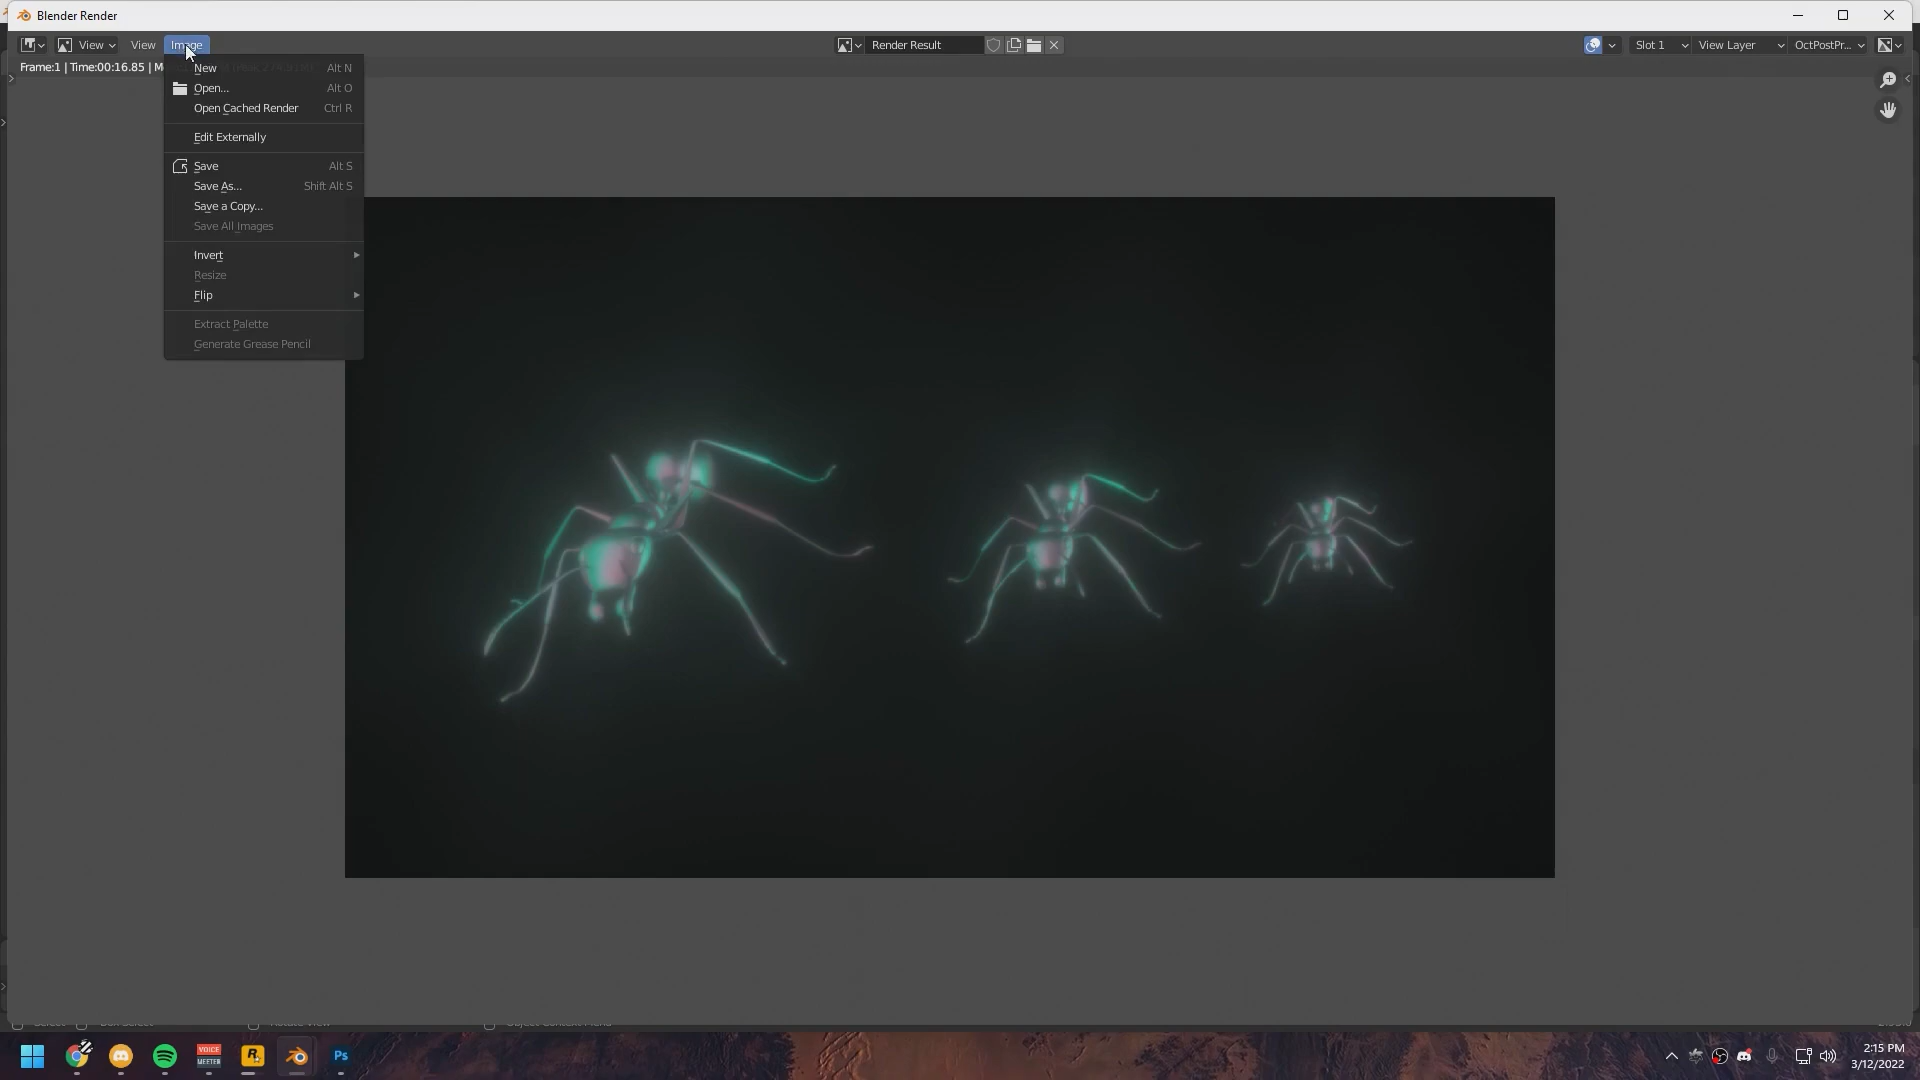 Blender Render
View
View
Image
Render Result
Slot 1
View Layer
OctPostPr...
Frame:1 | Time:00:16.85 | M
New Alt N
Open... Alt O
Open Cached Render Ctrl R
Edit Externally
Save Alt S
Save As... Shift Alt S
Save a Copy...
Save All Images
Invert
Resize
Flip
Extract Palette
Generate Grease Pencil
VOICE
MEETER
R
Ps
2:15 PM
3/12/2022